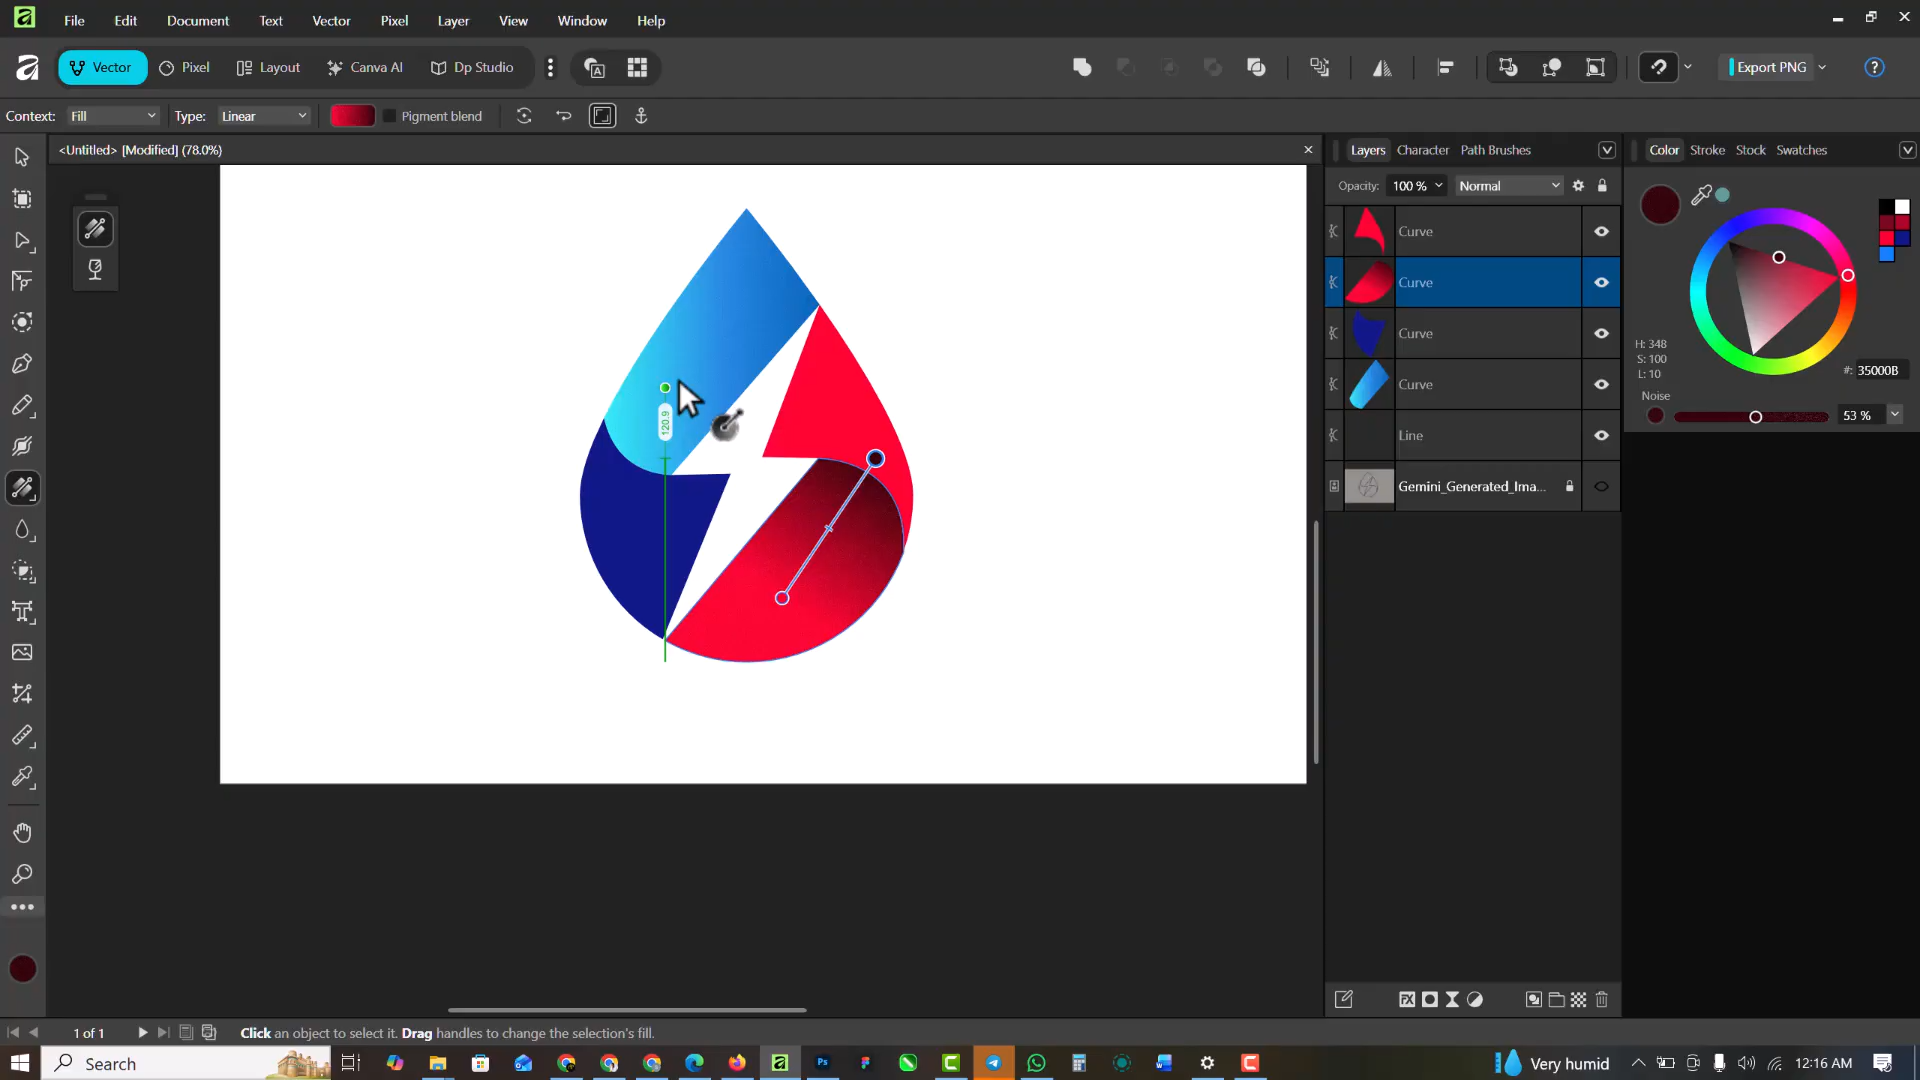 File Edit Document Text Vector Pixel Layer View Window Help
Vector Pixel Layout Canva AI Dp Studio Export PNG
Context: Fill Type: Linear Pigment blend
<Untitled> [Modified] (78.0%)
Layers Character Path Brushes
Color Stroke Stock Swatches
Opacity: 100 % Normal
Curve
Curve
Curve
Curve
Line
Gemini_Generated_Ima...
H: 348
S: 100
L: 10
#: 35000B
Noise
53 %
120.9
1 of 1
Click an object to select it. Drag handles to change the selection's fill.
Search
Very humid
12:16 AM